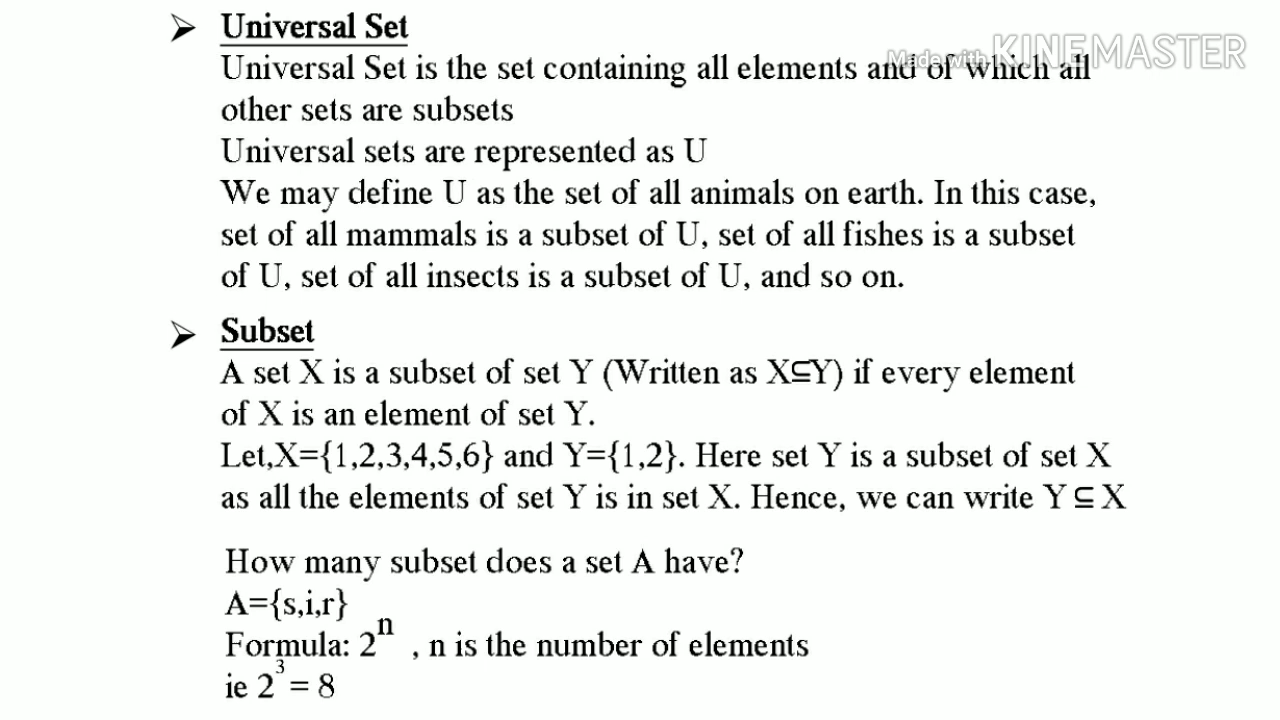 ➢ Universal Set
Made with KINEMASTER
Universal Set is the set containing all elements and of which all
other sets are subsets
Universal sets are represented as U
We may define U as the set of all animals on earth. In this case,
set of all mammals is a subset of U, set of all fishes is a subset
of U, set of all insects is a subset of U, and so on.
➢ Subset
A set X is a subset of set Y (Written as X⊆Y) if every element
of X is an element of set Y.
Let,X={1,2,3,4,5,6} and Y={1,2}. Here set Y is a subset of set X
as all the elements of set Y is in set X. Hence, we can write Y⊆X
How many subset does a set A have?
A={s,i,r}
Formula: 2ⁿ , n is the number of elements
ie 2³ = 8